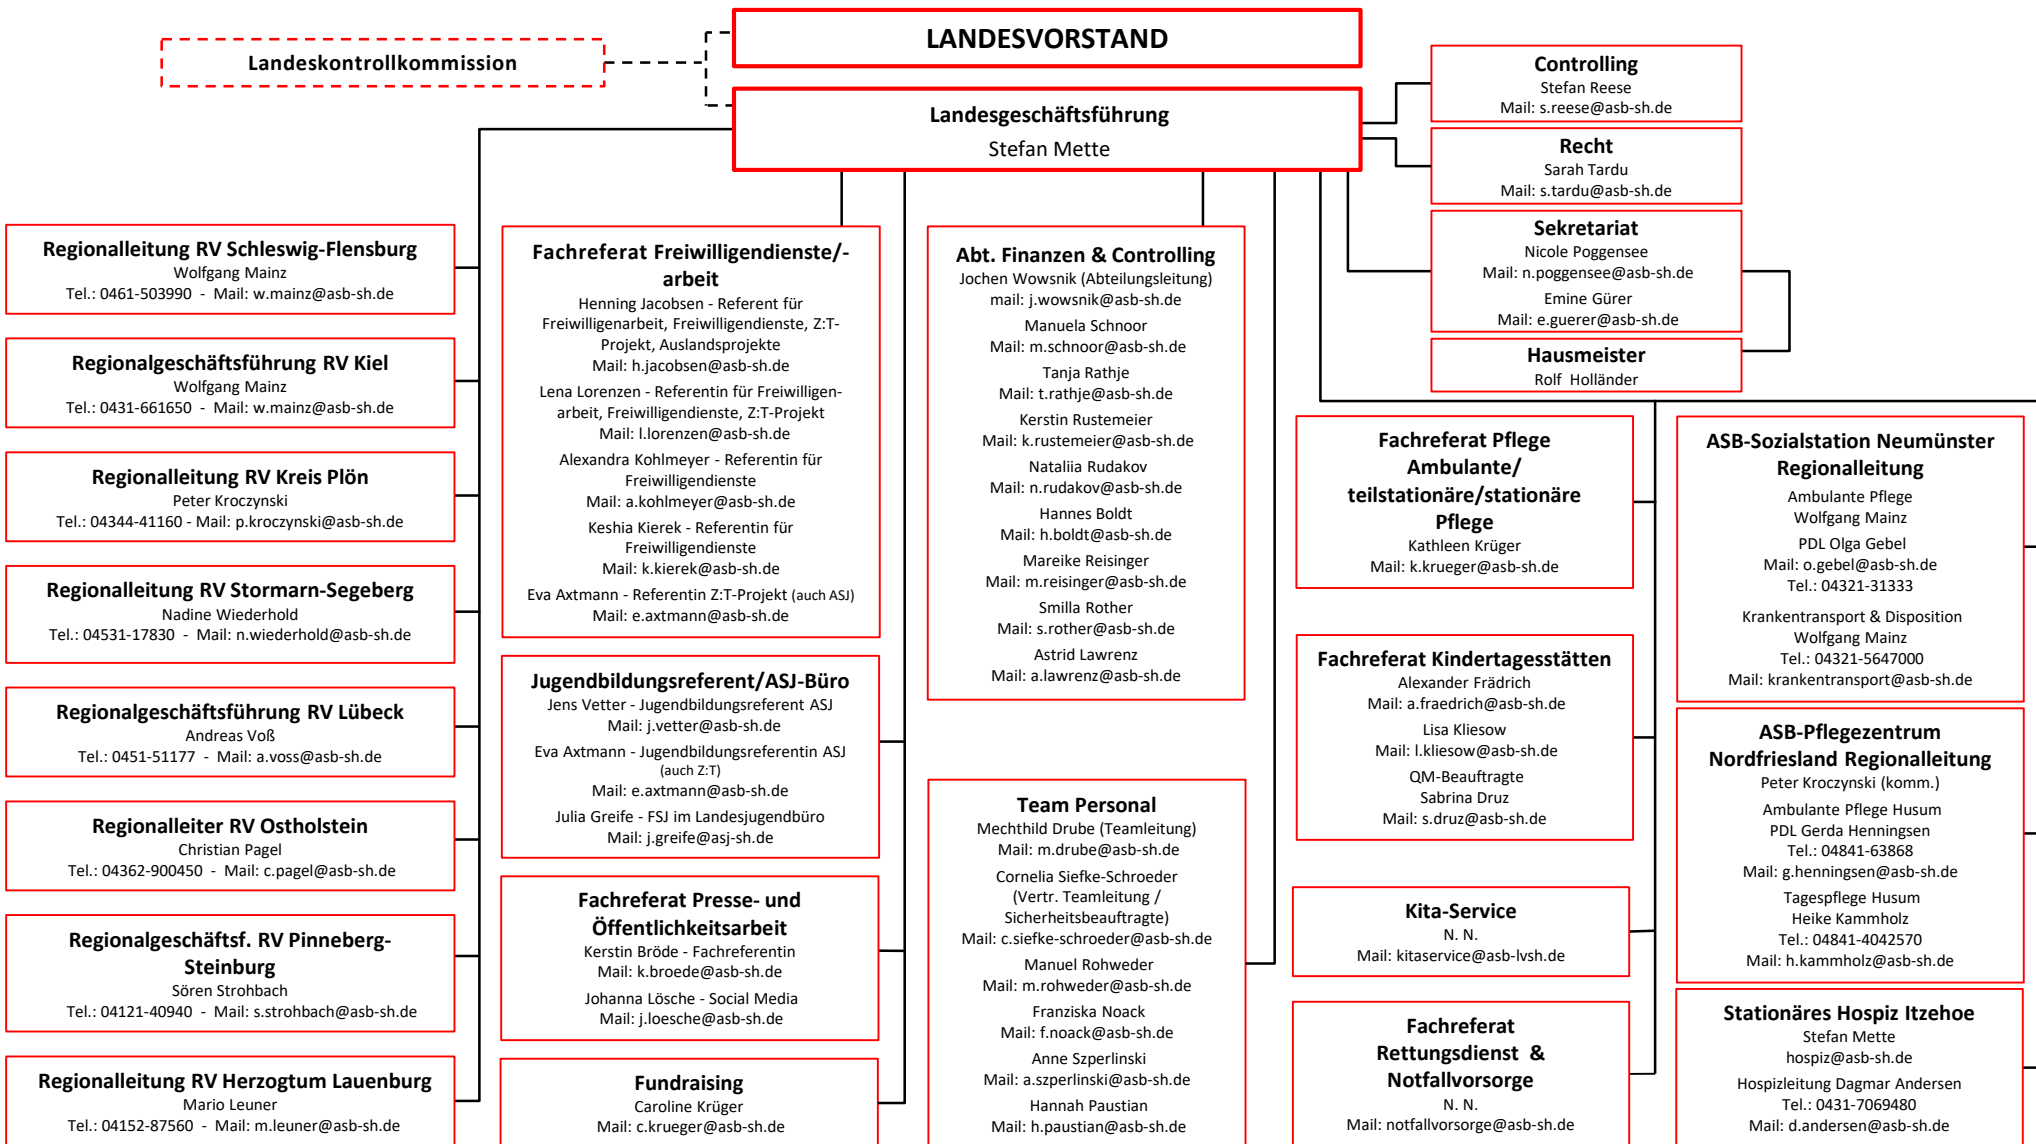 LANDESVORSTAND
Landeskontrollkommission
Landesgeschäftsführung
Stefan Mette
Controlling
Stefan Reese
Mail: s.reese@asb-sh.de
Recht
Sarah Tardu
Mail: s.tardu@asb-sh.de
Sekretariat
Nicole Poggensee
Mail: n.poggensee@asb-sh.de
Emine Gürer
Mail: e.guerer@asb-sh.de
Hausmeister
Rolf Holländer
Regionalleitung RV Schleswig-Flensburg
Wolfgang Mainz
Tel.: 0461-503990 - Mail: w.mainz@asb-sh.de
Regionalgeschäftsführung RV Kiel
Wolfgang Mainz
Tel.: 0431-661650 - Mail: w.mainz@asb-sh.de
Regionalleitung RV Kreis Plön
Peter Kroczynski
Tel.: 04344-41160 - Mail: p.kroczynski@asb-sh.de
Regionalleitung RV Stormarn-Segeberg
Nadine Wiederhold
Tel.: 04531-17830 - Mail: n.wiederhold@asb-sh.de
Regionalgeschäftsführung RV Lübeck
Andreas Voß
Tel.: 0451-51177 - Mail: a.voss@asb-sh.de
Regionalleiter RV Ostholstein
Christian Pagel
Tel.: 04362-900450 - Mail: c.pagel@asb-sh.de
Regionalgeschäftsf. RV Pinneberg-
Steinburg
Sören Strohbach
Tel.: 04121-40940 - Mail: s.strohbach@asb-sh.de
Regionalleitung RV Herzogtum Lauenburg
Mario Leuner
Tel.: 04152-87560 - Mail: m.leuner@asb-sh.de
Fachreferat Freiwilligendienste/-
arbeit
Henning Jacobsen - Referent für
Freiwilligenarbeit, Freiwilligendienste, Z:T-
Projekt, Auslandsprojekte
Mail: h.jacobsen@asb-sh.de
Lena Lorenzen - Referentin für Freiwilligen-
arbeit, Freiwilligendienste, Z:T-Projekt
Mail: l.lorenzen@asb-sh.de
Alexandra Kohlmeyer - Referentin für
Freiwilligendienste
Mail: a.kohlmeyer@asb-sh.de
Keshia Kierek - Referentin für
Freiwilligendienste
Mail: k.kierek@asb-sh.de
Eva Axtmann - Referentin Z:T-Projekt (auch ASJ)
Mail: e.axtmann@asb-sh.de
Jugendbildungsreferent/ASJ-Büro
Jens Vetter - Jugendbildungsreferent ASJ
Mail: j.vetter@asb-sh.de
Eva Axtmann - Jugendbildungsreferentin ASJ
(auch Z:T)
Mail: e.axtmann@asb-sh.de
Julia Greife - FSJ im Landesjugendbüro
Mail: j.greife@asj-sh.de
Fachreferat Presse- und
Öffentlichkeitsarbeit
Kerstin Bröde - Fachreferentin
Mail: k.broede@asb-sh.de
Johanna Lösche - Social Media
Mail: j.loesche@asb-sh.de
Fundraising
Caroline Krüger
Mail: c.krueger@asb-sh.de
Abt. Finanzen & Controlling
Jochen Wowsnik (Abteilungsleitung)
mail: j.wowsnik@asb-sh.de
Manuela Schnoor
Mail: m.schnoor@asb-sh.de
Tanja Rathje
Mail: t.rathje@asb-sh.de
Kerstin Rustemeier
Mail: k.rustemeier@asb-sh.de
Nataliia Rudakov
Mail: n.rudakov@asb-sh.de
Hannes Boldt
Mail: h.boldt@asb-sh.de
Mareike Reisinger
Mail: m.reisinger@asb-sh.de
Smilla Rother
Mail: s.rother@asb-sh.de
Astrid Lawrenz
Mail: a.lawrenz@asb-sh.de
Team Personal
Mechthild Drube (Teamleitung)
Mail: m.drube@asb-sh.de
Cornelia Siefke-Schroeder
(Vertr. Teamleitung /
Sicherheitsbeauftragte)
Mail: c.siefke-schroeder@asb-sh.de
Manuel Rohweder
Mail: m.rohweder@asb-sh.de
Franziska Noack
Mail: f.noack@asb-sh.de
Anne Szperlinski
Mail: a.szperlinski@asb-sh.de
Hannah Paustian
Mail: h.paustian@asb-sh.de
Fachreferat Pflege
Ambulante/
teilstationäre/stationäre
Pflege
Kathleen Krüger
Mail: k.krueger@asb-sh.de
Fachreferat Kindertagesstätten
Alexander Frädrich
Mail: a.fraedrich@asb-sh.de
Lisa Kliesow
Mail: l.kliesow@asb-sh.de
QM-Beauftragte
Sabrina Druz
Mail: s.druz@asb-sh.de
Kita-Service
N. N.
Mail: kitaservice@asb-lvsh.de
Fachreferat
Rettungsdienst &
Notfallvorsorge
N. N.
Mail: notfallvorsorge@asb-sh.de
ASB-Sozialstation Neumünster
Regionalleitung
Ambulante Pflege
Wolfgang Mainz
PDL Olga Gebel
Mail: o.gebel@asb-sh.de
Tel.: 04321-31333
Krankentransport & Disposition
Wolfgang Mainz
Tel.: 04321-5647000
Mail: krankentransport@asb-sh.de
ASB-Pflegezentrum
Nordfriesland Regionalleitung
Peter Kroczynski (komm.)
Ambulante Pflege Husum
PDL Gerda Henningsen
Tel.: 04841-63868
Mail: g.henningsen@asb-sh.de
Tagespflege Husum
Heike Kammholz
Tel.: 04841-4042570
Mail: h.kammholz@asb-sh.de
Stationäres Hospiz Itzehoe
Stefan Mette
hospiz@asb-sh.de
Hospizleitung Dagmar Andersen
Tel.: 0431-7069480
Mail: d.andersen@asb-sh.de